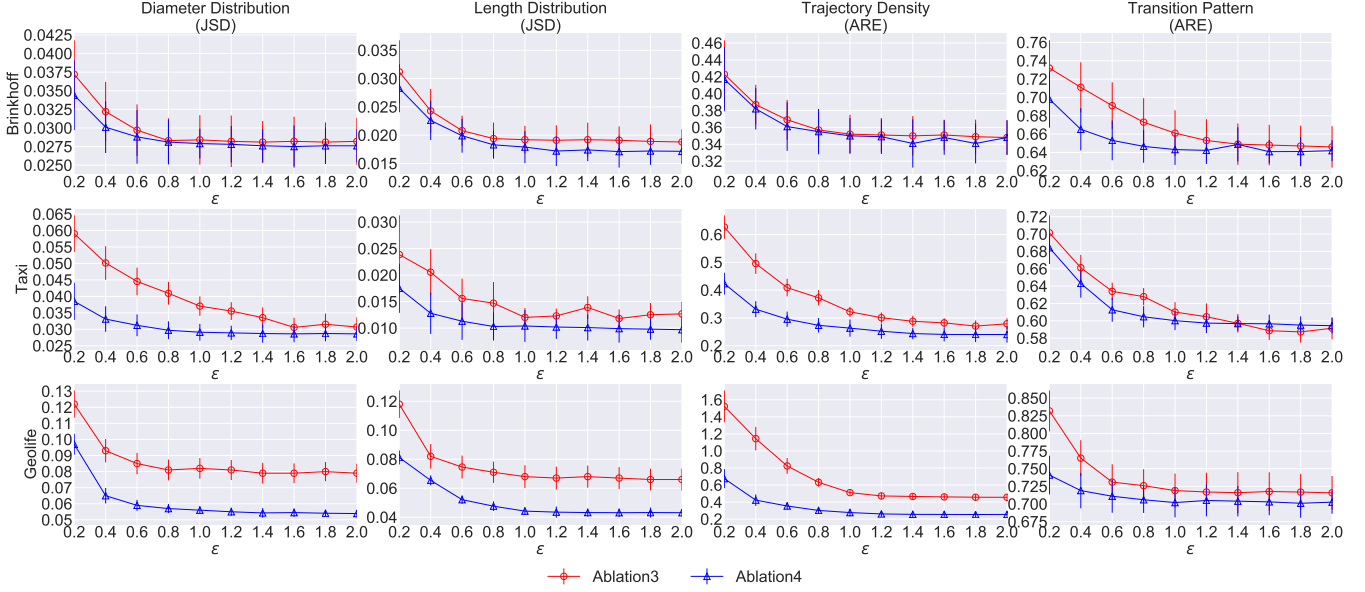 Diameter Distribution
(JSD)
Length Distribution
(JSD)
Trajectory Density
(ARE)
Transition Pattern
(ARE)
Brinkhoff
0.0425
0.0400
0.0375
0.0350
0.0325
0.0300
0.0275
0.0250
0.2 0.4 0.6 0.8 1.0 1.2 1.4 1.6 1.8 2.0
ε
0.035
0.030
0.025
0.020
0.015
0.2 0.4 0.6 0.8 1.0 1.2 1.4 1.6 1.8 2.0
ε
0.46
0.44
0.42
0.40
0.38
0.36
0.34
0.32
0.2 0.4 0.6 0.8 1.0 1.2 1.4 1.6 1.8 2.0
ε
0.76
0.74
0.72
0.70
0.68
0.66
0.64
0.62
0.2 0.4 0.6 0.8 1.0 1.2 1.4 1.6 1.8 2.0
ε
Taxi
0.065
0.060
0.055
0.050
0.045
0.040
0.035
0.030
0.025
0.2 0.4 0.6 0.8 1.0 1.2 1.4 1.6 1.8 2.0
ε
0.030
0.025
0.020
0.015
0.010
0.2 0.4 0.6 0.8 1.0 1.2 1.4 1.6 1.8 2.0
ε
0.6
0.5
0.4
0.3
0.2
0.2 0.4 0.6 0.8 1.0 1.2 1.4 1.6 1.8 2.0
ε
0.72
0.70
0.68
0.66
0.64
0.62
0.60
0.58
0.2 0.4 0.6 0.8 1.0 1.2 1.4 1.6 1.8 2.0
ε
Geolife
0.13
0.12
0.11
0.10
0.09
0.08
0.07
0.06
0.05
0.2 0.4 0.6 0.8 1.0 1.2 1.4 1.6 1.8 2.0
ε
0.12
0.10
0.08
0.06
0.04
0.2 0.4 0.6 0.8 1.0 1.2 1.4 1.6 1.8 2.0
ε
1.6
1.4
1.2
1.0
0.8
0.6
0.4
0.2
0.2 0.4 0.6 0.8 1.0 1.2 1.4 1.6 1.8 2.0
ε
0.850
0.825
0.800
0.775
0.750
0.725
0.700
0.675
0.2 0.4 0.6 0.8 1.0 1.2 1.4 1.6 1.8 2.0
ε
Ablation3
Ablation4